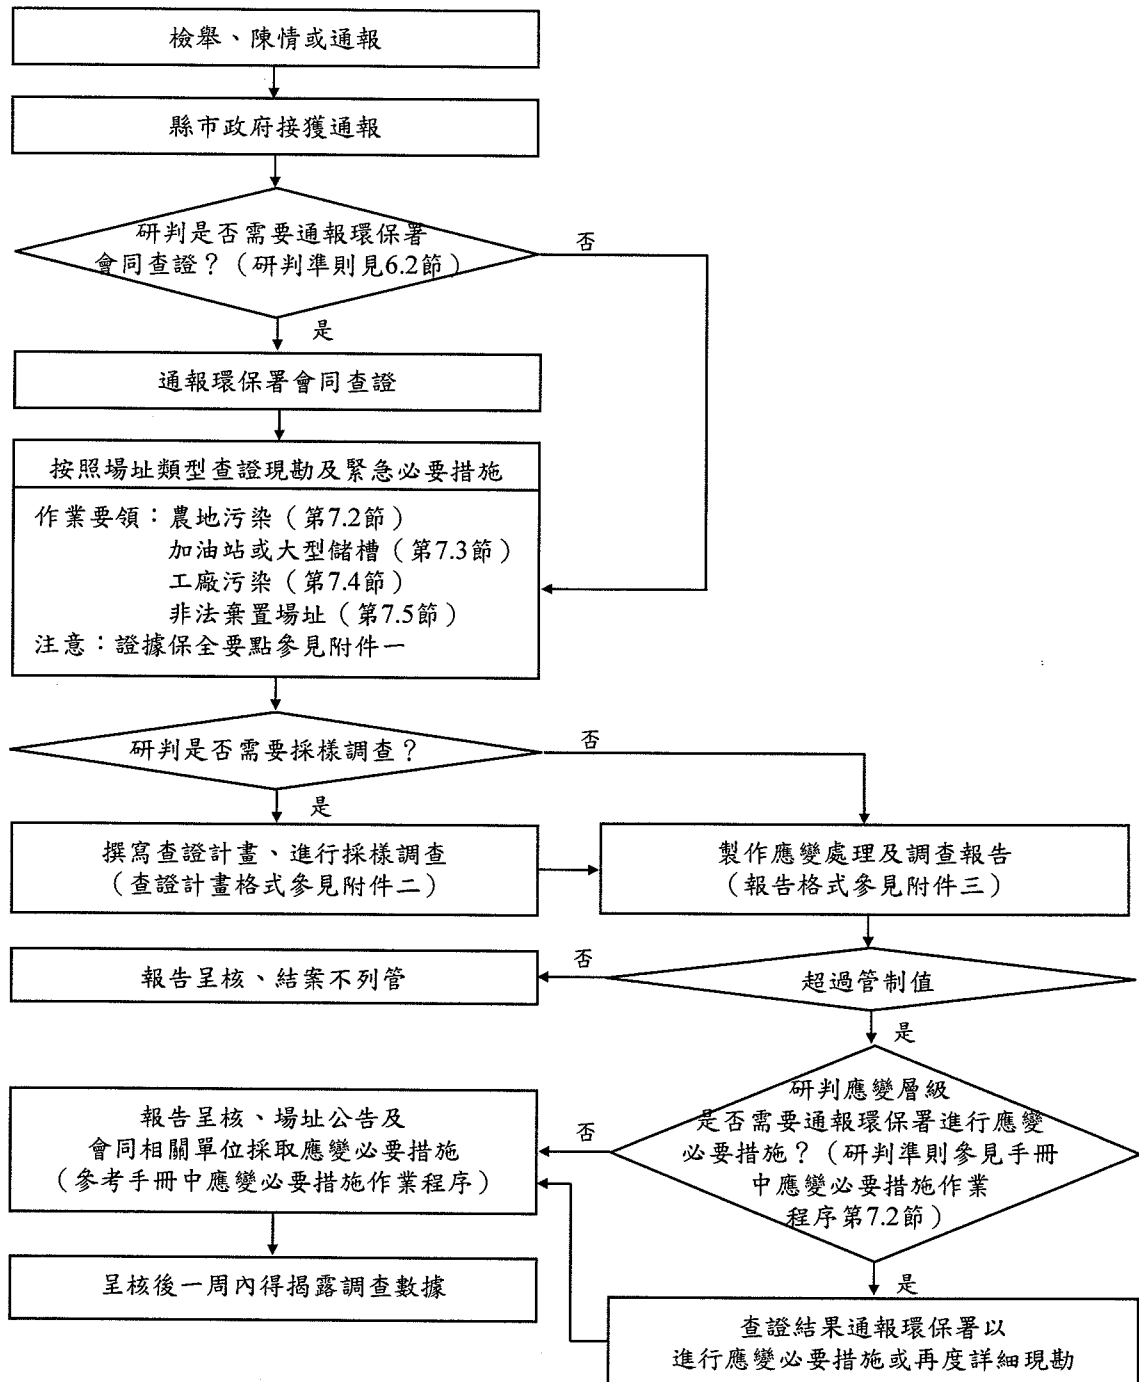 檢舉、陳情或通報
縣市政府接獲通報
研判是否需要通報環保署
會同查證？（研判準則見6.2節）
否
是
通報環保署會同查證
按照場址類型查證現勘及緊急必要措施
作業要領：農地污染（第7.2節）
加油站或大型儲槽（第7.3節）
工廠污染（第7.4節）
非法棄置場址（第7.5節）
注意：證據保全要點參見附件一
研判是否需要採樣調查？
否
是
撰寫查證計畫、進行採樣調查
（查證計畫格式參見附件二）
製作應變處理及調查報告
（報告格式參見附件三）
報告呈核、結案不列管
否
超過管制值
是
研判應變層級
是否需要通報環保署進行應變
必要措施？（研判準則參見手冊
中應變必要措施作業
程序第7.2節）
否
報告呈核、場址公告及
會同相關單位採取應變必要措施
（參考手冊中應變必要措施作業程序）
是
呈核後一周內得揭露調查數據
查證結果通報環保署以
進行應變必要措施或再度詳細現勘